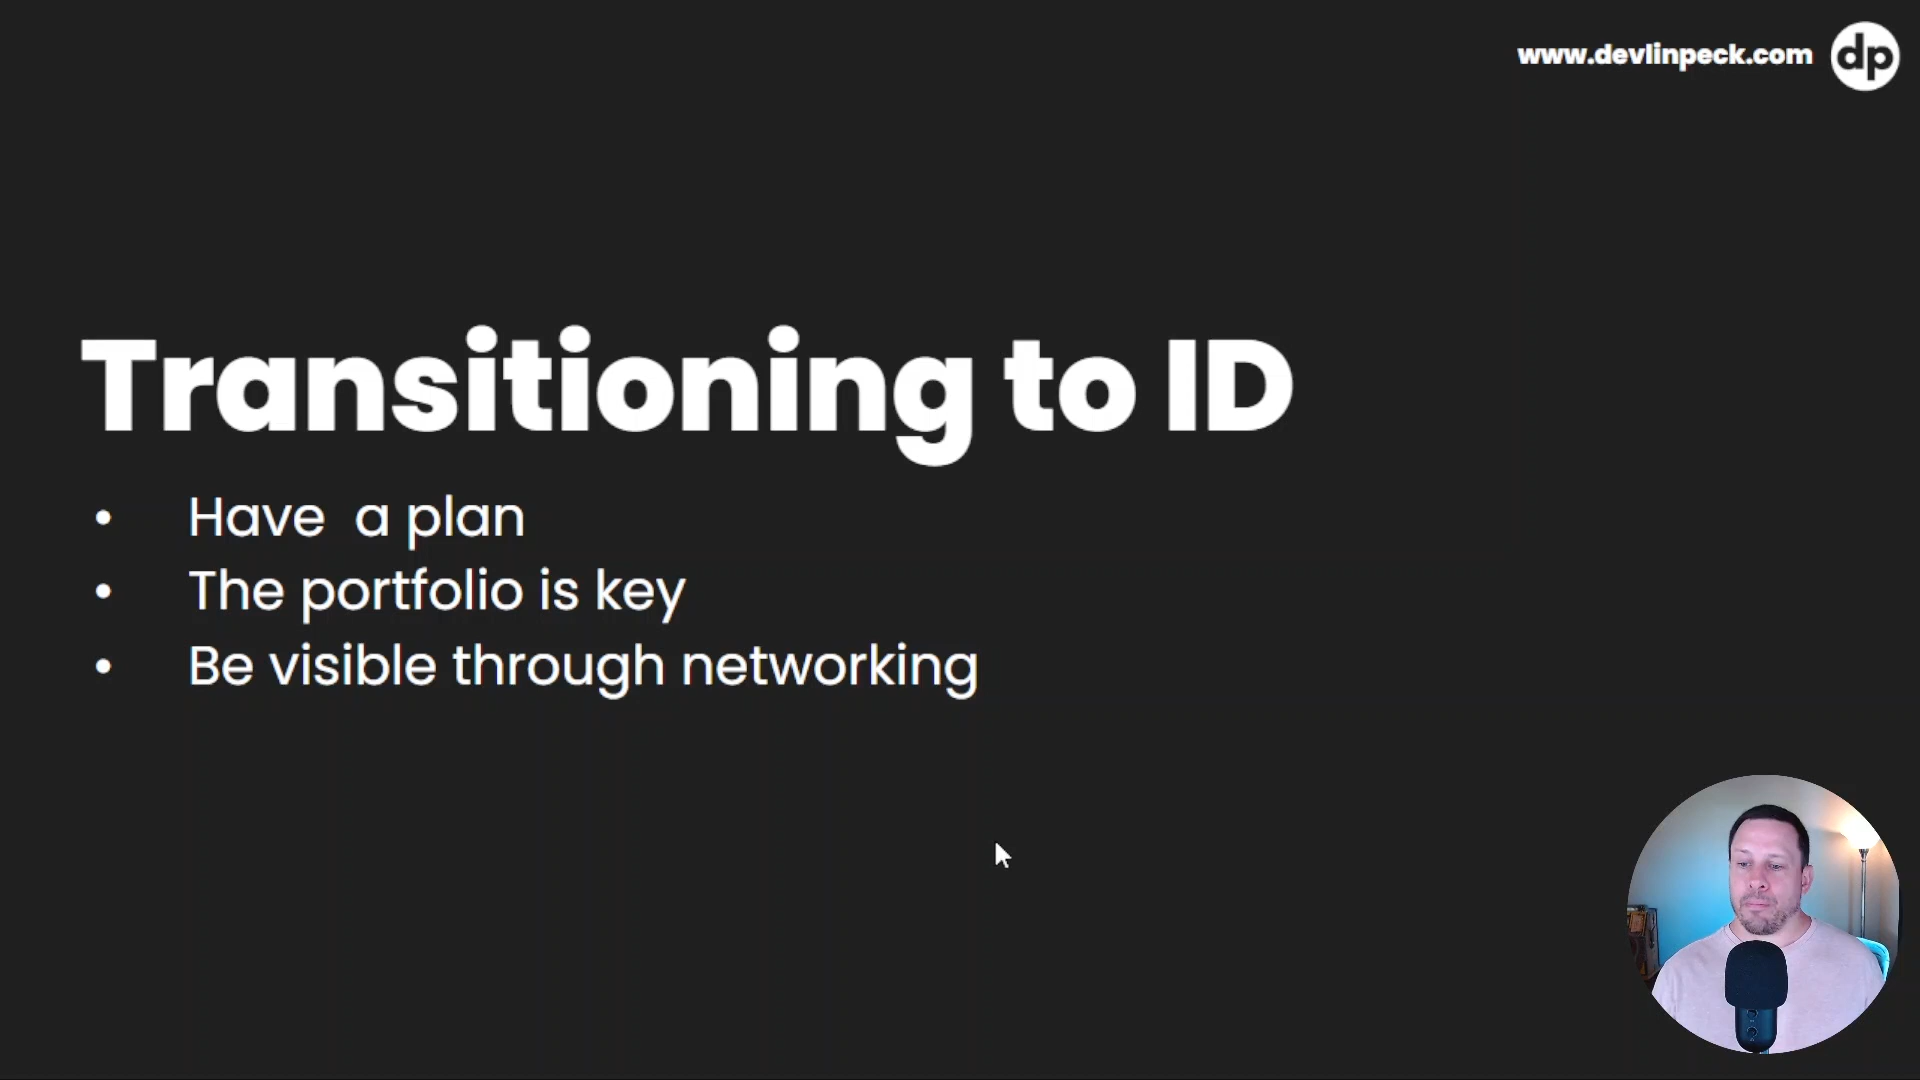 www.devlinpeck.com dp
Transitioning to ID
• Have  a plan
• The portfolio is key
• Be visible through networking